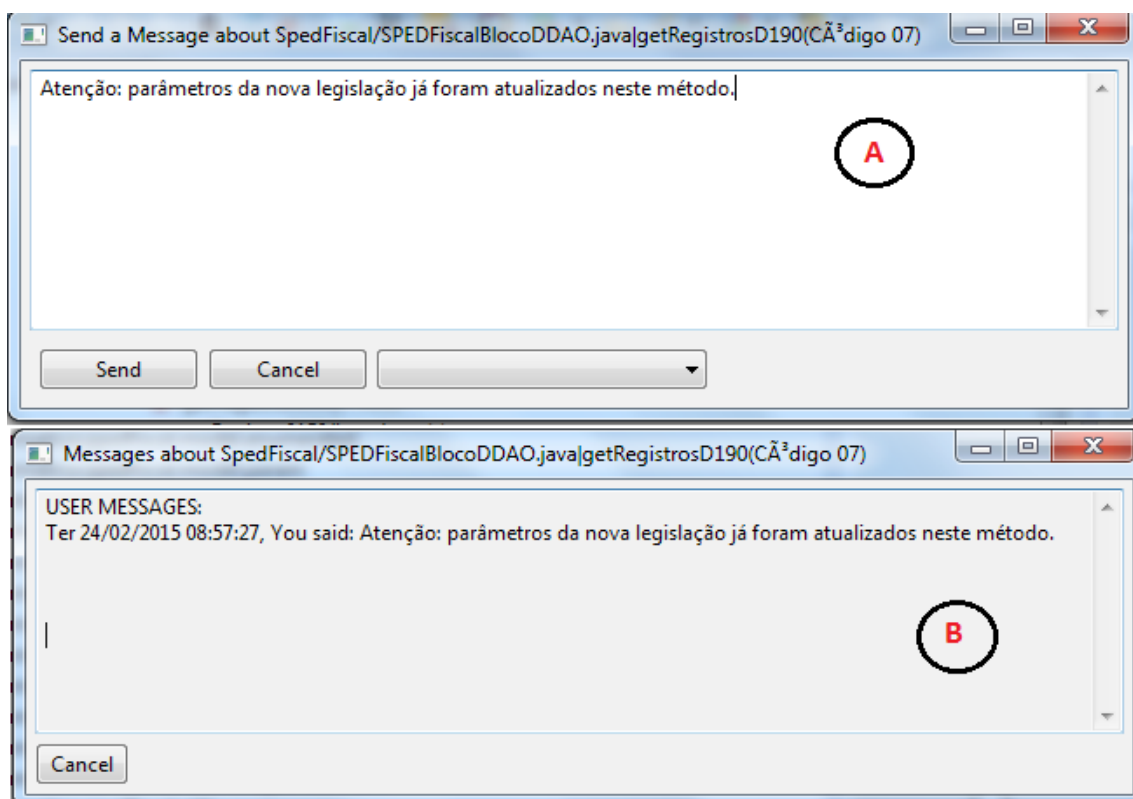 Send a Message about SpedFiscal/SPEDFiscalBlocoDDAO.java|getRegistrosD190(CÃ³digo 07)
Atenção: parâmetros da nova legislação já foram atualizados neste método.
A
Send Cancel
Messages about SpedFiscal/SPEDFiscalBlocoDDAO.java|getRegistrosD190(CÃ³digo 07)
USER MESSAGES:
Ter 24/02/2015 08:57:27, You said: Atenção: parâmetros da nova legislação já foram atualizados neste método.
B
Cancel